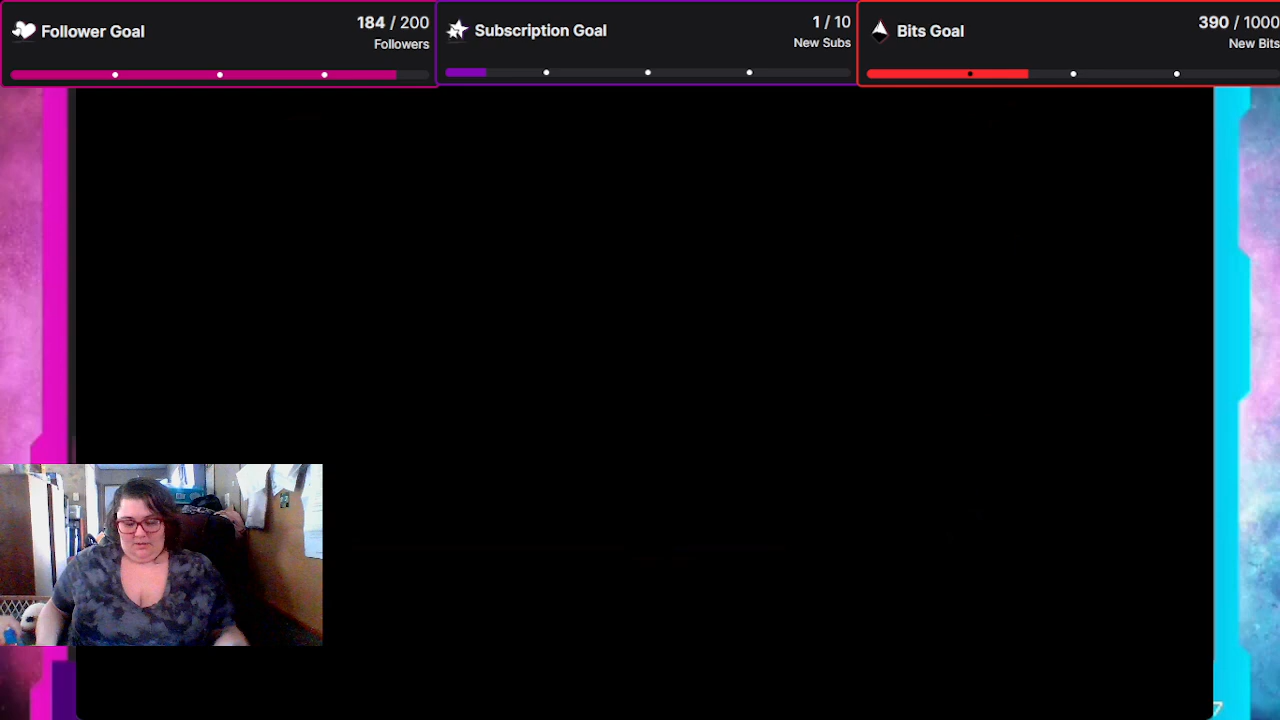 Follower Goal
184 / 200
Followers
Subscription Goal
1 / 10
New Subs
Bits Goal
390 / 1000
New Bits